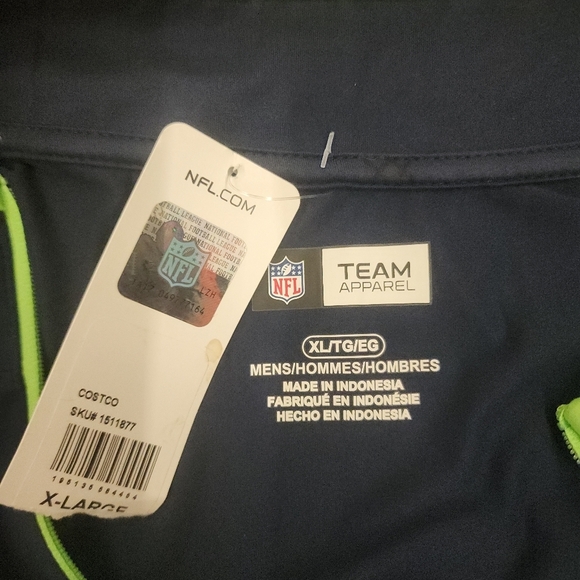 NFL.COM
NFL
COSTCO
SKU# 1511877
X-LARGE
NFL
TEAM
APPAREL
XL/TG/EG
MENS/HOMMES/HOMBRES
MADE IN INDONESIA
FABRIQUÉ EN INDONÉSIE
HECHO EN INDONESIA